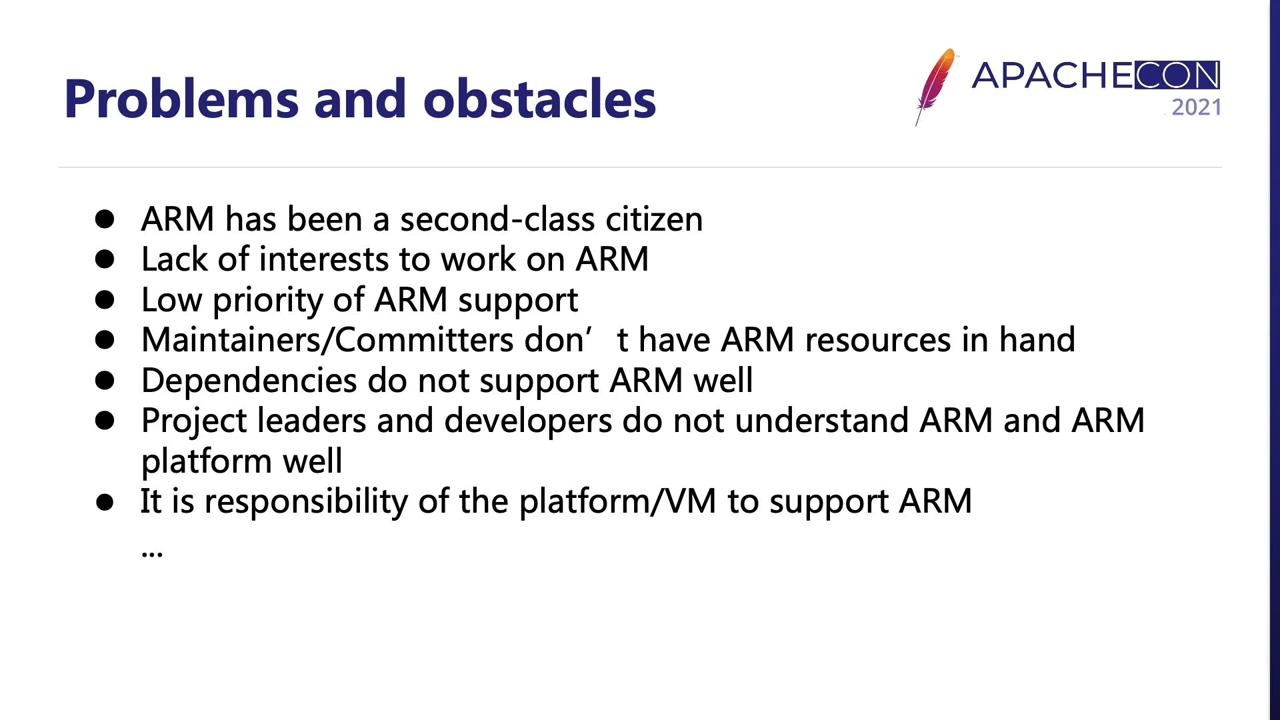 Problems and obstacles
APACHECON
2021
● ARM has been a second-class citizen
● Lack of interests to work on ARM
● Low priority of ARM support
● Maintainers/Committers don’t have ARM resources in hand
● Dependencies do not support ARM well
● Project leaders and developers do not understand ARM and ARM
platform well
● It is responsibility of the platform/VM to support ARM
...